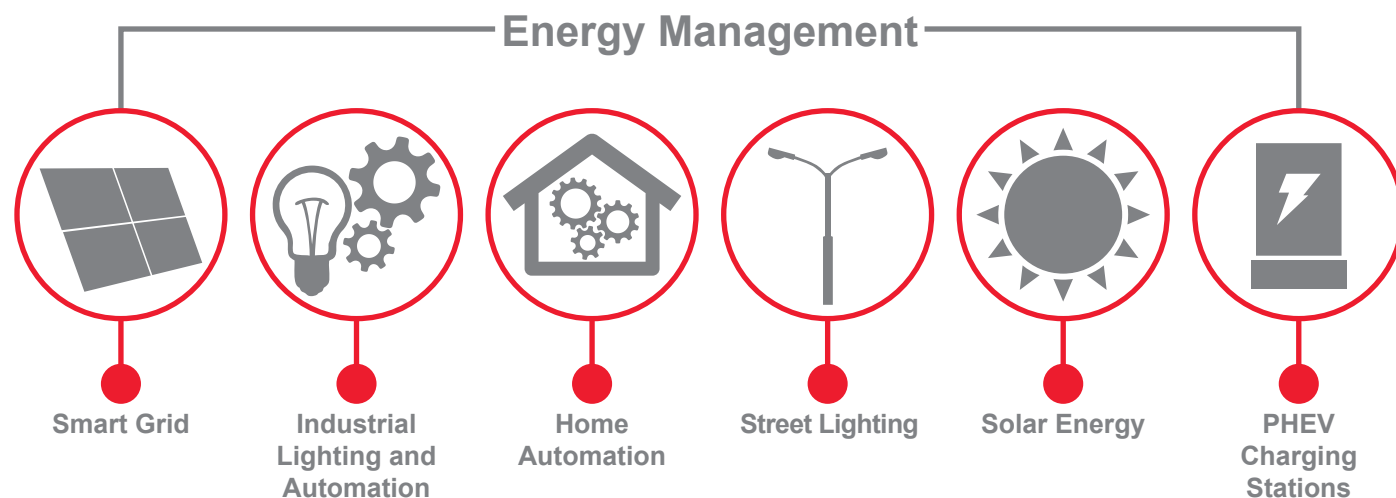 Energy Management
Smart Grid
Industrial
Lighting and
Automation
Home
Automation
Street Lighting
Solar Energy
PHEV
Charging
Stations